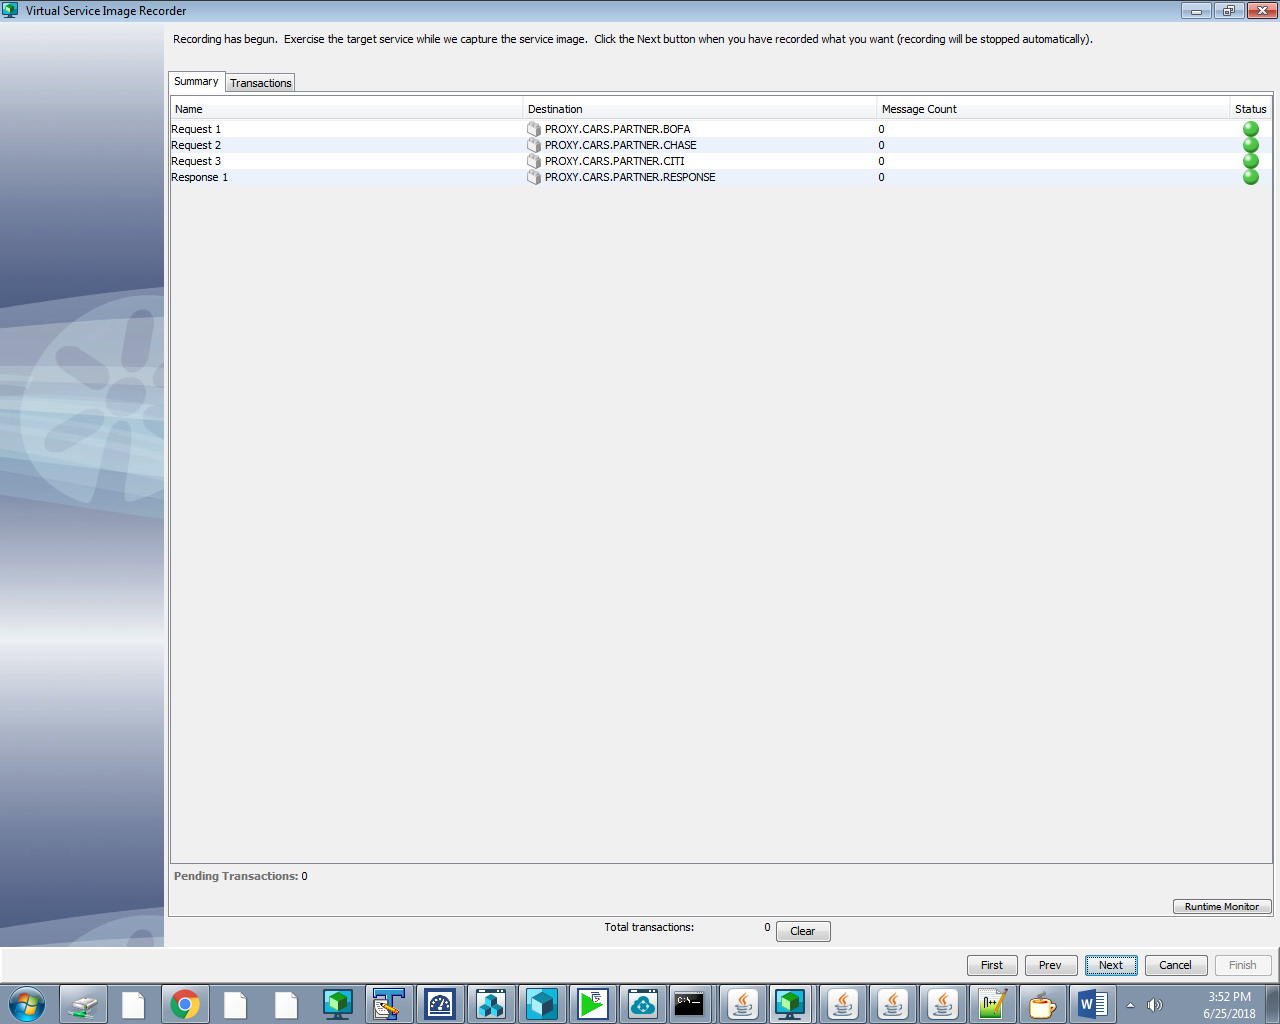 Virtual Service Image Recorder
Recording has begun.  Exercise the target service while we capture the service image.  Click the Next button when you have recorded what you want (recording will be stopped automatically).
Summary Transactions
Name Destination Message Count Status
Request 1 PROXY.CARS.PARTNER.BOFA 0
Request 2 PROXY.CARS.PARTNER.CHASE 0
Request 3 PROXY.CARS.PARTNER.CITI 0
Response 1 PROXY.CARS.PARTNER.RESPONSE 0
Pending Transactions: 0
Runtime Monitor
Total transactions: 0 Clear
First Prev Next Cancel Finish
3:52 PM
6/25/2018